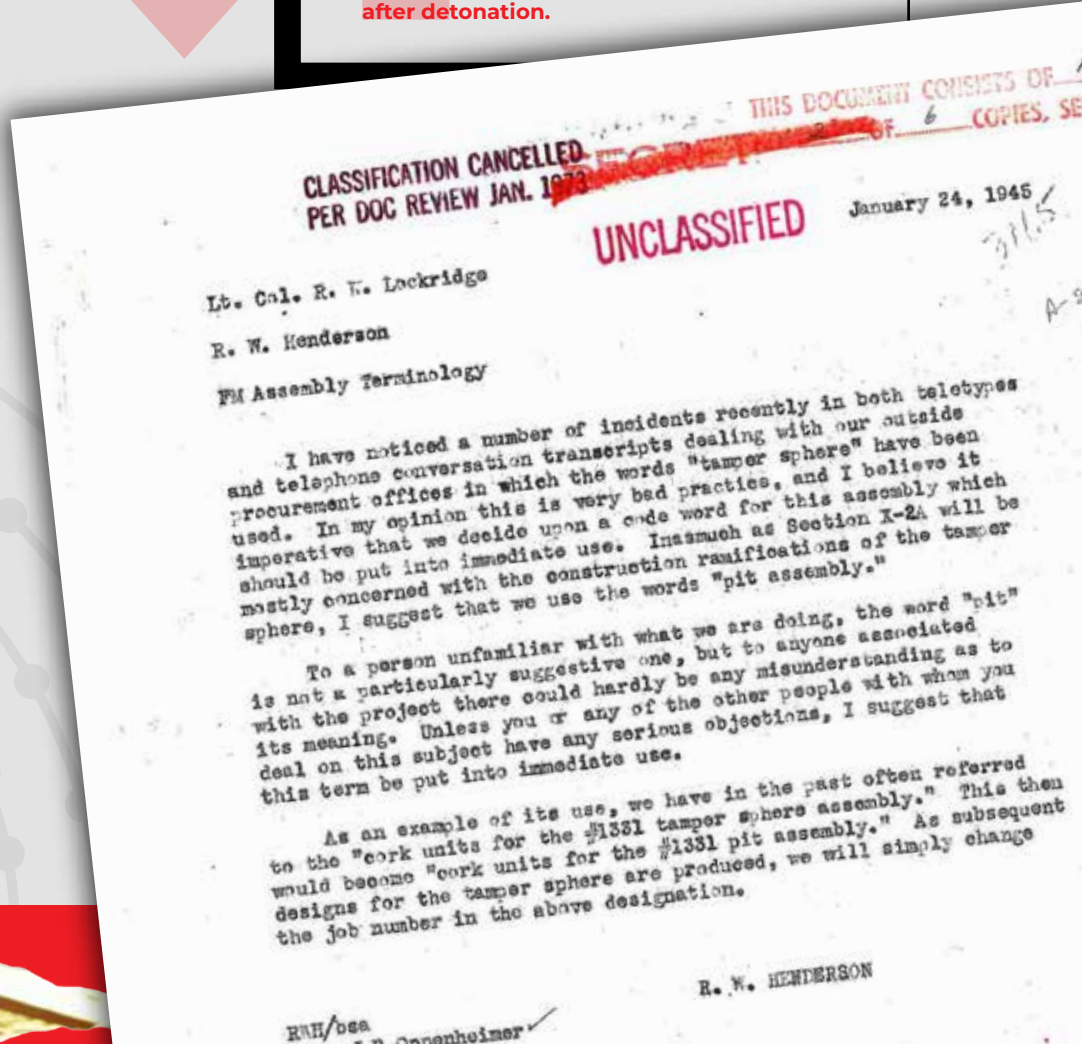 after detonation.
THIS DOCUMENT CONSISTS OF
OF 6 COPIES, SE
CLASSIFICATION CANCELLED
PER DOC REVIEW JAN. 1973
SECRET
UNCLASSIFIED
January 24, 1945
Lt. Col. R. W. Lockridge
R. W. Henderson
FM Assembly Terminology
I have noticed a number of incidents recently in both teletypes
and telephone conversation transcripts dealing with our outside
procurement offices in which the words "tamper sphere" have been
used. In my opinion this is very bad practice, and I believe it
imperative that we decide upon a code word for this assembly which
should be put into immediate use. Inasmuch as Section X-2A will be
mostly concerned with the construction ramifications of the tamper
sphere, I suggest that we use the words "pit assembly."
To a person unfamiliar with what we are doing, the word "pit"
is not a particularly suggestive one, but to anyone associated
with the project there could hardly be any misunderstanding as to
its meaning. Unless you or any of the other people with whom you
deal on this subject have any serious objections, I suggest that
this term be put into immediate use.
As an example of its use, we have in the past often referred
to the "cork units for the #1331 tamper sphere assembly." This then
would become "cork units for the #1331 pit assembly." As subsequent
designs for the tamper sphere are produced, we will simply change
the job number in the above designation.
R. W. HENDERSON
RWH/bsa
Oppenheimer